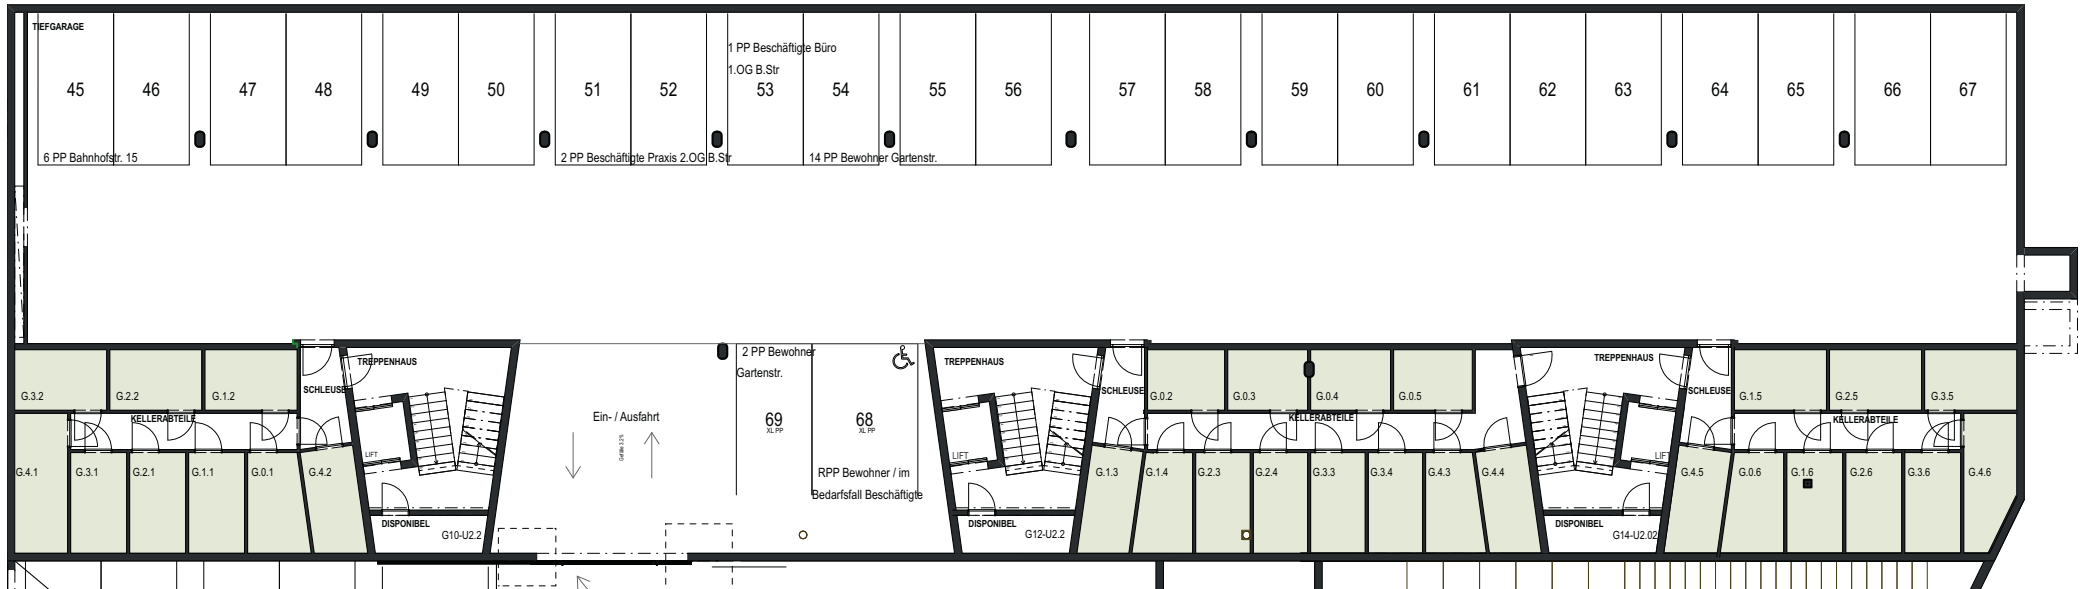 TIEFGARAGE
1 PP Beschäftigte Büro
1.OG B.Str
45
46
47
48
49
50
51
52
53
54
55
56
57
58
59
60
61
62
63
64
65
66
67
6 PP Bahnhofstr. 15
2 PP Beschäftigte Praxis 2.OG B.Str
14 PP Bewohner Gartenstr.
2 PP Bewohner
Gartenstr.
TREPPENHAUS
TREPPENHAUS
TREPPENHAUS
SCHLEUSE
SCHLEUSE
SCHLEUSE
G.3.2
G.2.2
G.1.2
G.0.2
G.0.3
G.0.4
G.0.5
G.1.5
G.2.5
G.3.5
KELLERABTEILE
KELLERABTEILE
KELLERABTEILE
Ein- / Ausfahrt
Gefälle 3.2%
69
XL PP
68
XL PP
LIFT
LIFT
LIFT
RPP Bewohner / im
Bedarfsfall Beschäftigte
G.4.1
G.3.1
G.2.1
G.1.1
G.0.1
G.4.2
G.1.3
G.1.4
G.2.3
G.2.4
G.3.3
G.3.4
G.4.3
G.4.4
G.4.5
G.0.6
G.1.6
G.2.6
G.3.6
G.4.6
DISPONIBEL
G10-U2.2
DISPONIBEL
G12-U2.2
DISPONIBEL
G14-U2.02